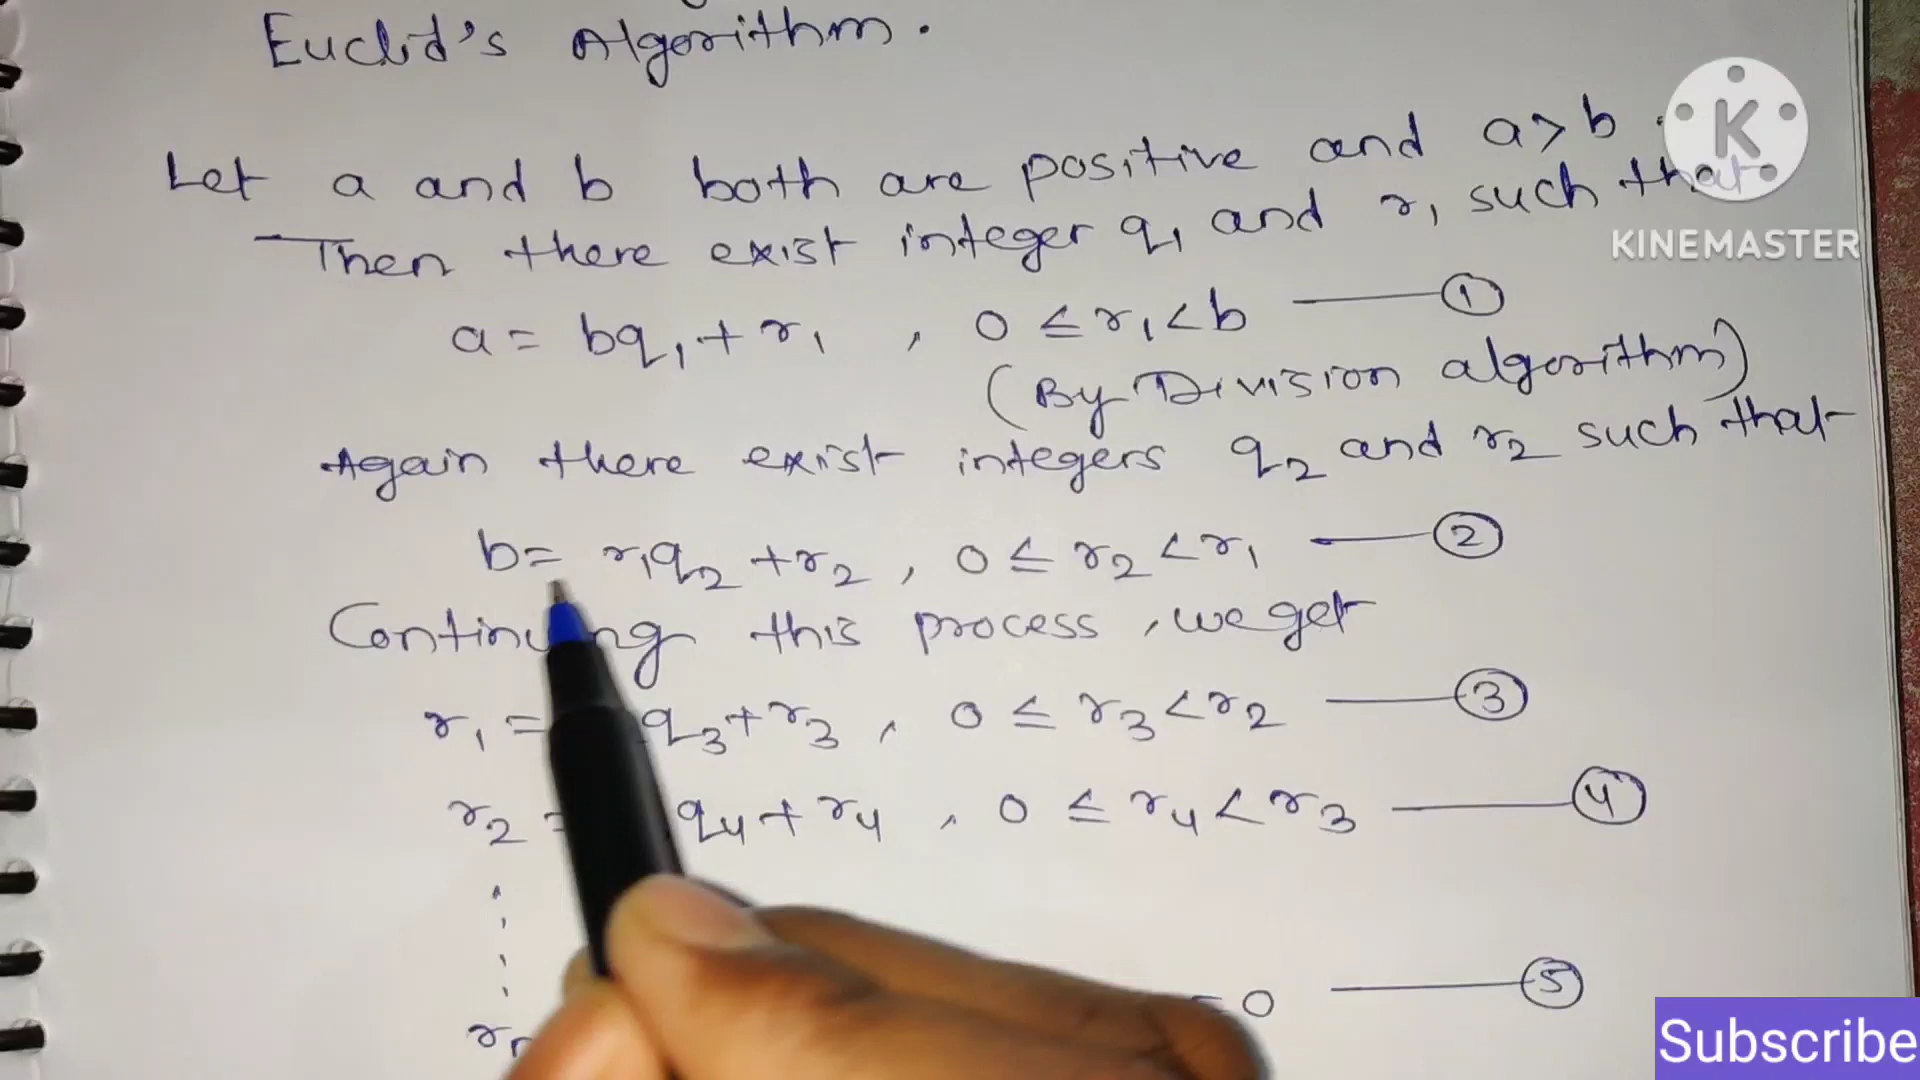 Euclid's Algorithm.
Let a and b both are positive and a > b.
Then there exist integer q₁ and r₁ such that
a = bq₁ + r₁ , 0 ≤ r₁ < b — ①
(By Division algorithm)
Again there exist integers q₂ and r₂ such that
b = r₁q₂ + r₂ , 0 ≤ r₂ < r₁ — ②
Continuing this process, we get
r₁ = q₃ + r₃ , 0 ≤ r₃ < r₂ — ③
r₂ = q₄ + r₄ , 0 ≤ r₄ < r₃ — ④
= 0 — ⑤
K
KINEMASTER
Subscribe